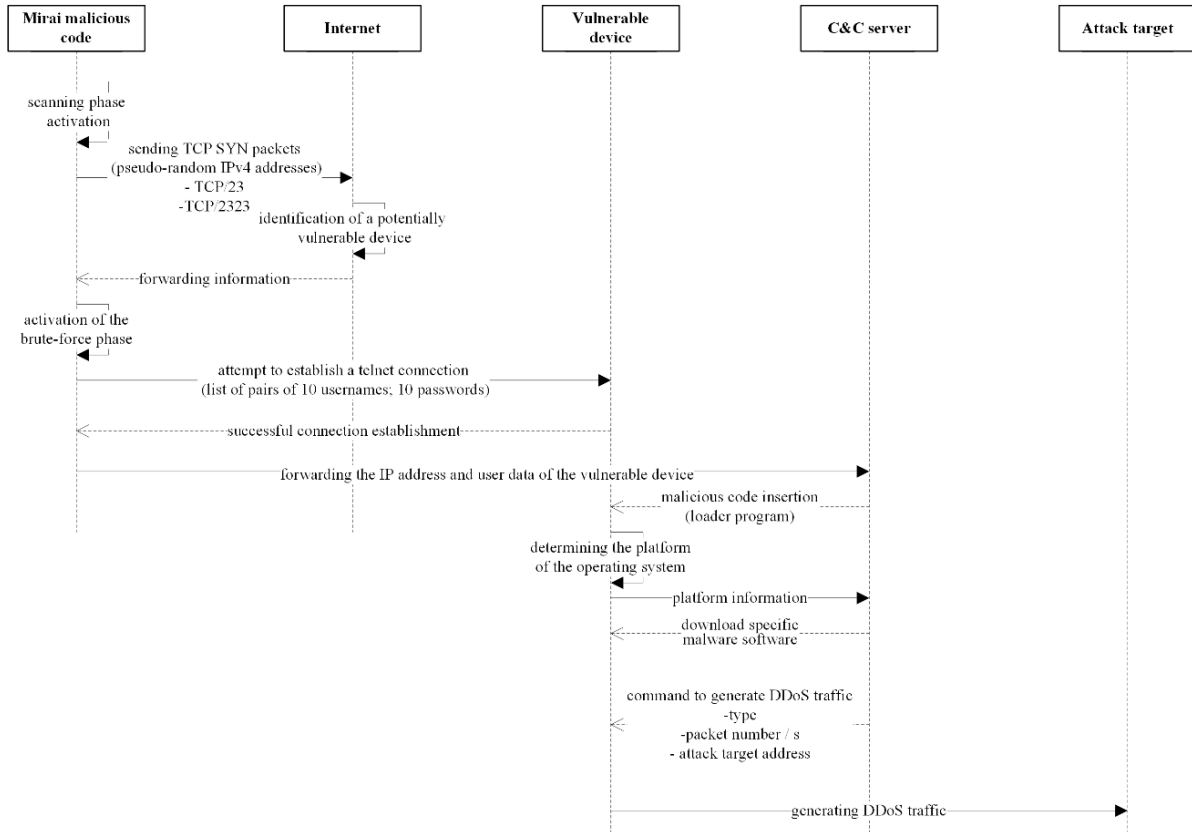 Mirai malicious
code
Internet
Vulnerable
device
C&C server
Attack target
scanning phase
activation
sending TCP SYN packets
(pseudo-random IPv4 addresses)
- TCP/23
-TCP/2323
identification of a potentially
vulnerable device
forwarding information
activation of the
brute-force phase
attempt to establish a telnet connection
(list of pairs of 10 usernames; 10 passwords)
successful connection establishment
forwarding the IP address and user data of the vulnerable device
malicious code insertion
(loader program)
determining the platform
of the operating system
platform information
download specific
malware software
command to generate DDoS traffic
-type
-packet number / s
- attack target address
generating DDoS traffic